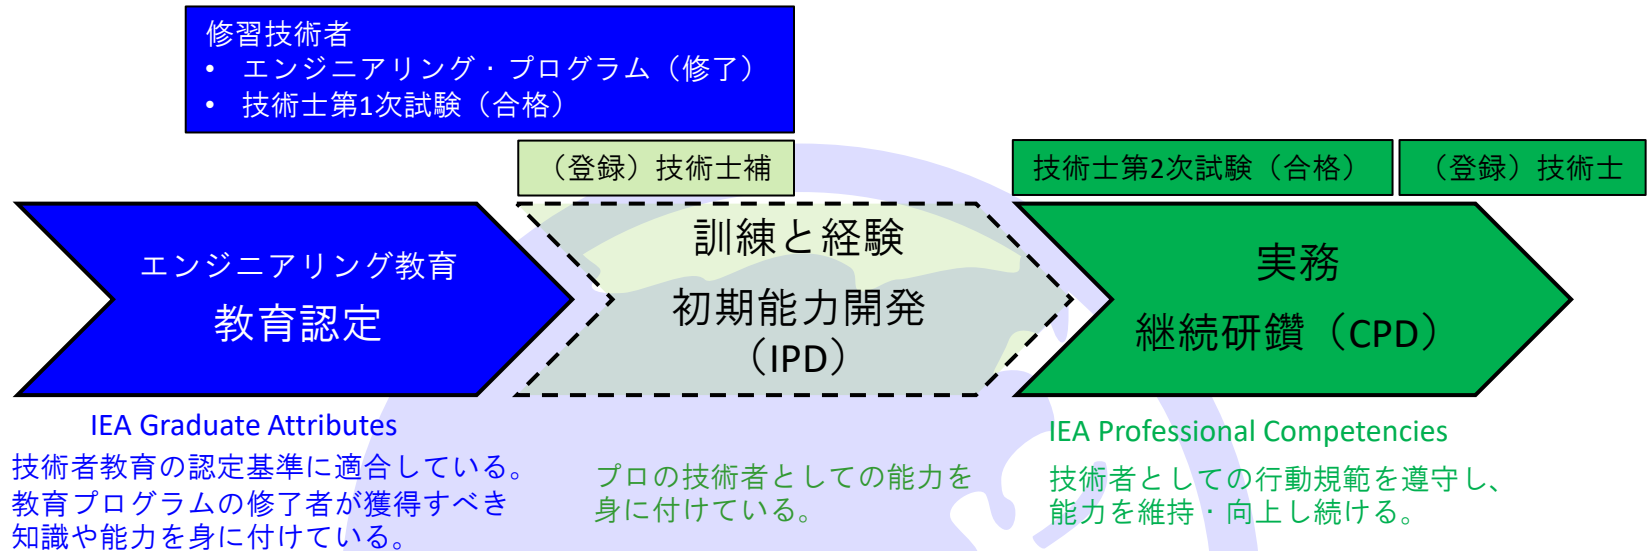 修習技術者
• エンジニアリング・プログラム（修了）
• 技術士第1次試験（合格）
（登録）技術士補
技術士第2次試験（合格）
（登録）技術士
エンジニアリング教育
教育認定
訓練と経験
初期能力開発
（IPD）
実務
継続研鑽（CPD）
IEA Graduate Attributes
技術者教育の認定基準に適合している。
教育プログラムの修了者が獲得すべき
知識や能力を身に付けている。
プロの技術者としての能力を
身に付けている。
IEA Professional Competencies
技術者としての行動規範を遵守し、
能力を維持・向上し続ける。